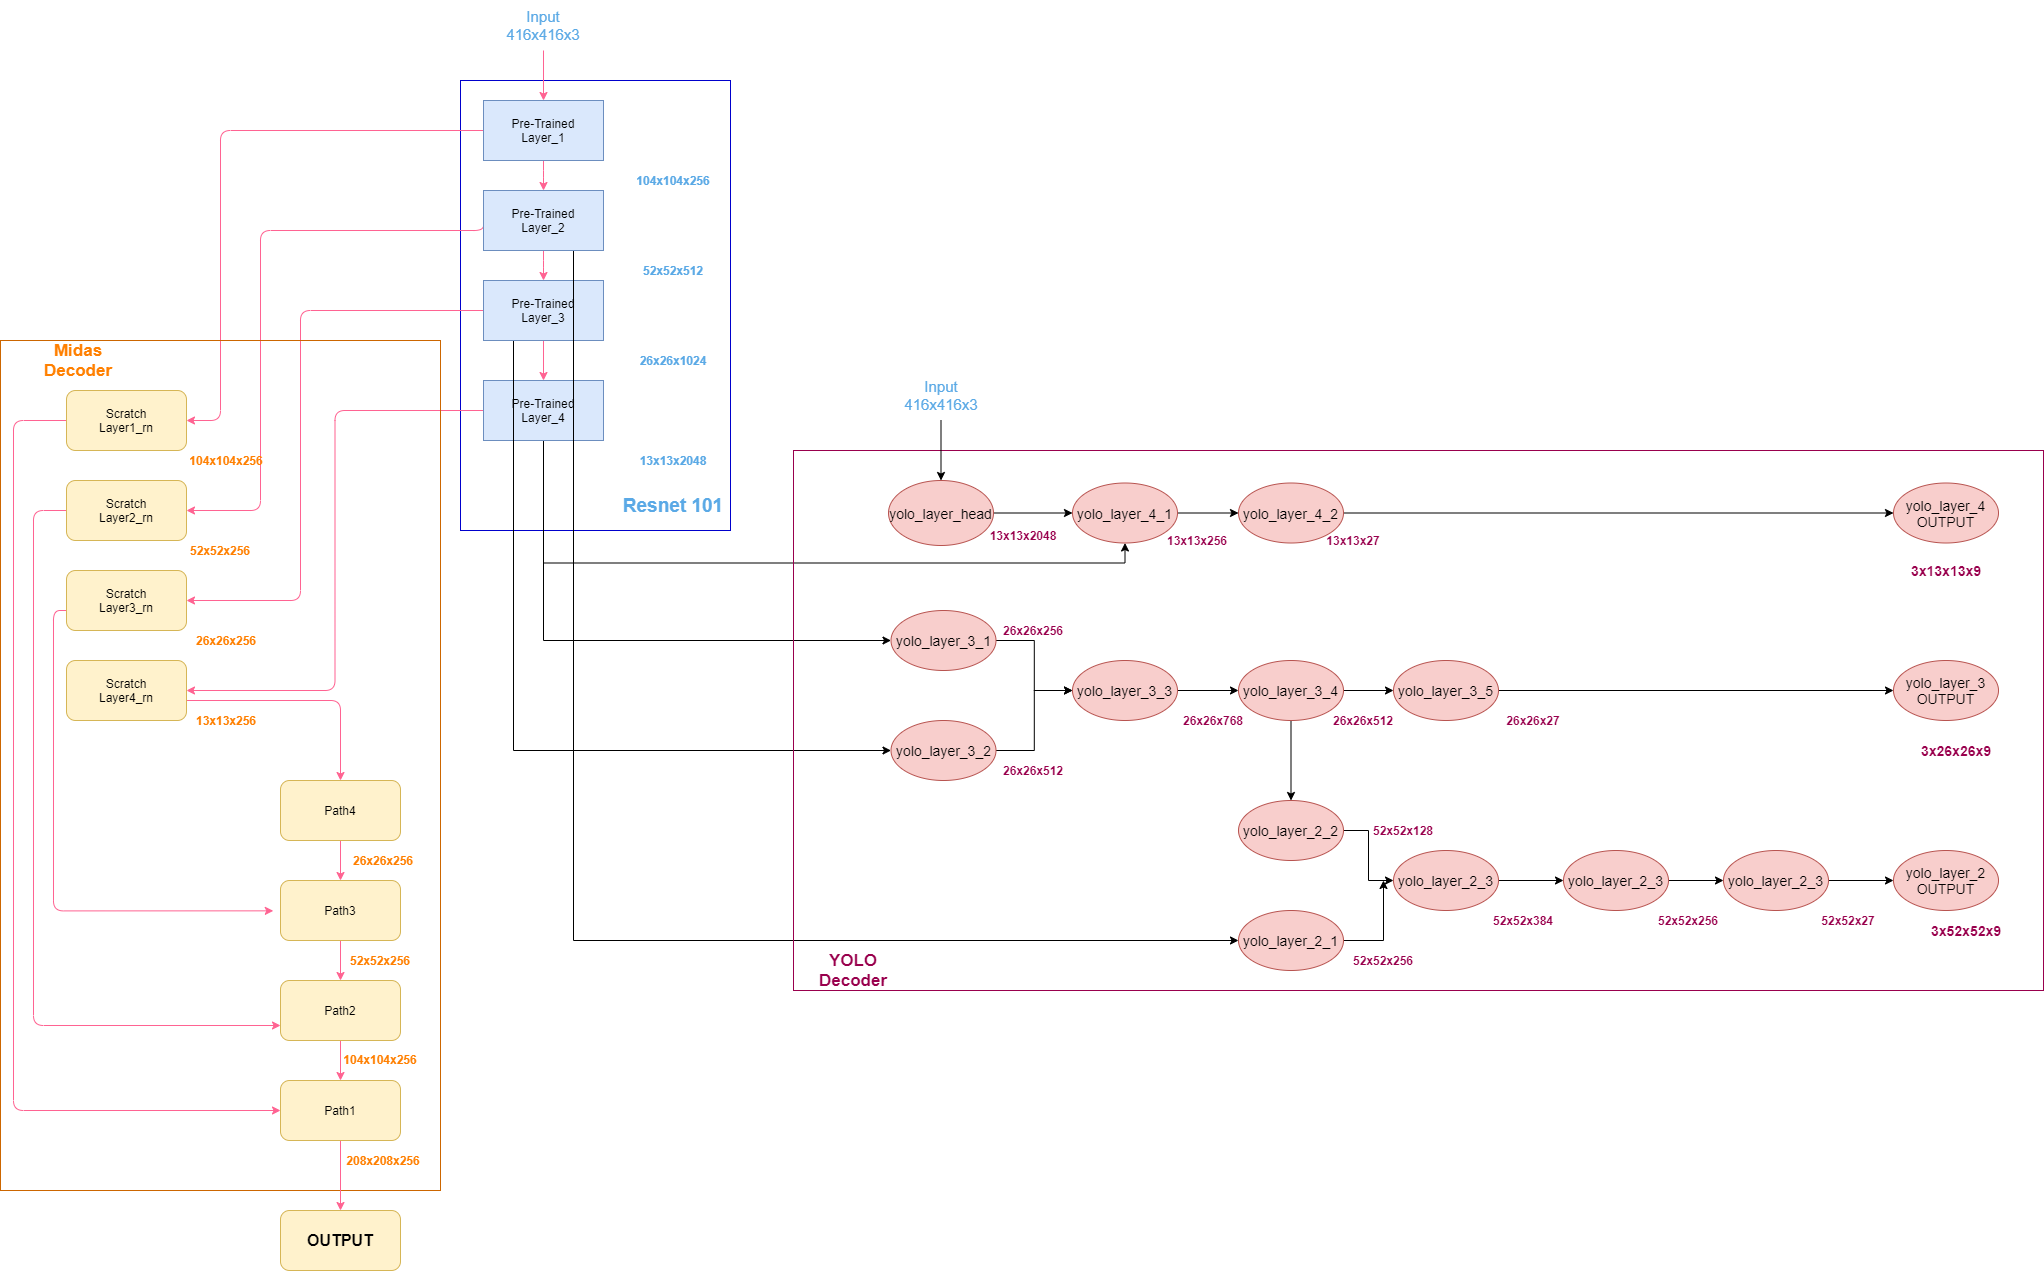 Input
416x416x3
Pre-Trained
Layer_1
104x104x256
Pre-Trained
Layer_2
52x52x512
Pre-Trained
Layer_3
26x26x1024
Pre-Trained
Layer_4
13x13x2048
Resnet 101
Midas
Decoder
Scratch
Layer1_rn
104x104x256
Scratch
Layer2_rn
52x52x256
Scratch
Layer3_rn
26x26x256
Scratch
Layer4_rn
13x13x256
Path4
26x26x256
Path3
52x52x256
Path2
104x104x256
Path1
208x208x256
OUTPUT
Input
416x416x3
yolo_layer_head
13x13x2048
yolo_layer_4_1
13x13x256
yolo_layer_4_2
13x13x27
yolo_layer_4
OUTPUT
3x13x13x9
yolo_layer_3_1
26x26x256
yolo_layer_3_2
26x26x512
yolo_layer_3_3
26x26x768
yolo_layer_3_4
26x26x512
yolo_layer_3_5
26x26x27
yolo_layer_3
OUTPUT
3x26x26x9
yolo_layer_2_2
52x52x128
yolo_layer_2_1
52x52x256
yolo_layer_2_3
52x52x384
yolo_layer_2_3
52x52x256
yolo_layer_2_3
52x52x27
yolo_layer_2
OUTPUT
3x52x52x9
YOLO
Decoder